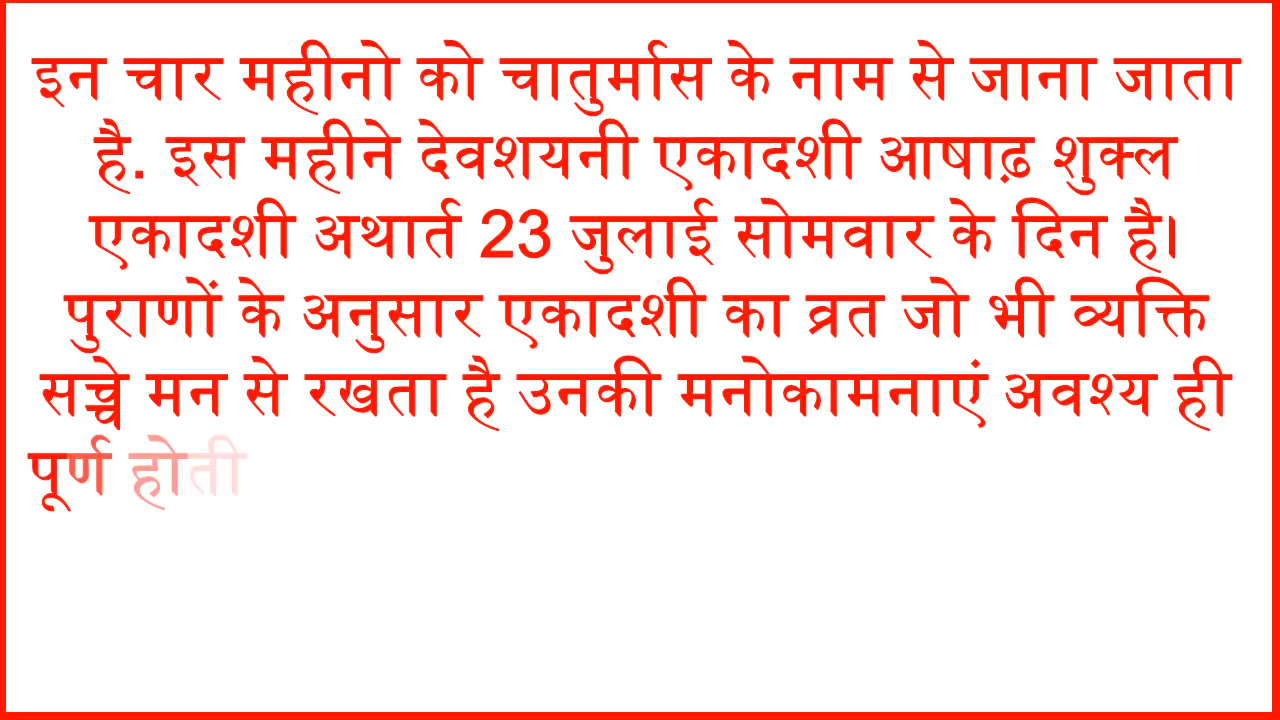 इन चार महीनो को चातुर्मास के नाम से जाना जाता
है. इस महीने देवशयनी एकादशी आषाढ़ शुक्ल
एकादशी अथार्त 23 जुलाई सोमवार के दिन है।
पुराणों के अनुसार एकादशी का व्रत जो भी व्यक्ति
सच्चे मन से रखता है उनकी मनोकामनाएं अवश्य ही
पूर्ण होती